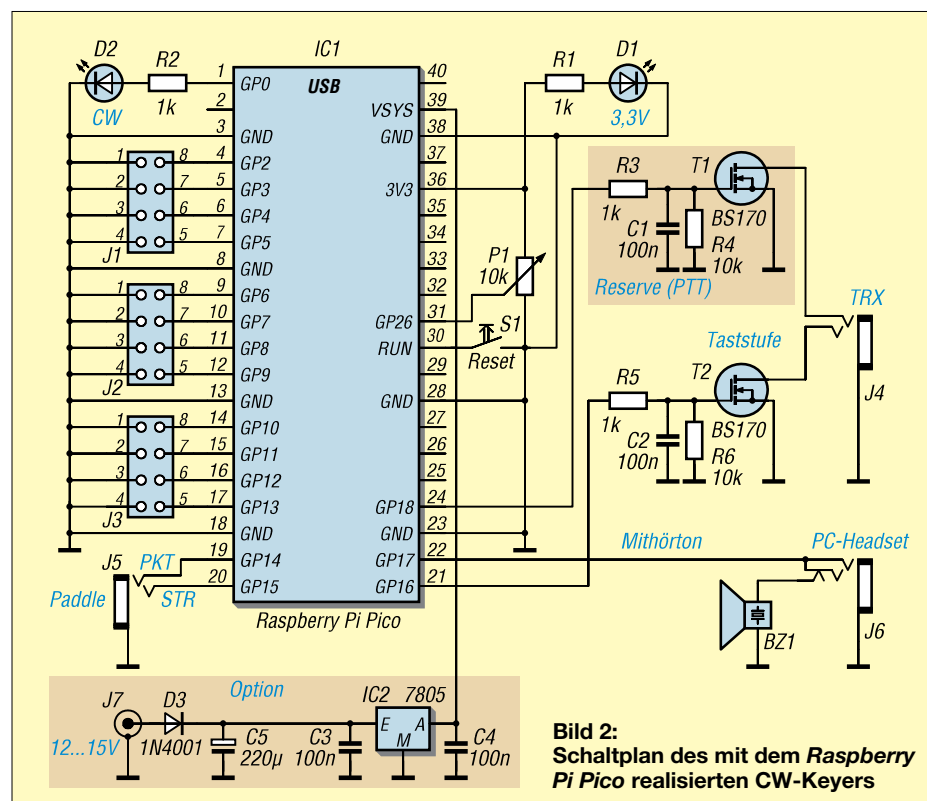 D2
R2
1k
CW
IC1
USB
R1
1k
D1
3,3V
1 GP0
2
3 GND
4 GP2
5 GP3
6 GP4
7 GP5
8 GND
9 GP6
10 GP7
11 GP8
12 GP9
13 GND
14 GP10
15 GP11
16 GP12
17 GP13
18 GND
19 GP14
20 GP15
40
VSYS 39
GND 38
37
3V3 36
35
34
33
32
GP26 31
RUN 30
29
GND 28
27
26
25
GP18 24
GND 23
GP17 22
GP16 21
Raspberry Pi Pico
1 8
2 7
3 6
4 5
J1
1 8
2 7
3 6
4 5
J2
1 8
2 7
3 6
4 5
J3
J5
PKT
STR
Paddle
P1
10k
S1
Reset
R3
1k
C1
100n
R4
10k
T1
BS170
Reserve (PTT)
TRX
Taststufe
J4
R5
1k
C2
100n
R6
10k
T2
BS170
Mithörton
PC-Headset
BZ1
J6
Option
J7
12...15V
D3
1N4001
C5
220µ
C3
100n
IC2 7805
E A
M
C4
100n
Bild 2:
Schaltplan des mit dem Raspberry
Pi Pico realisierten CW-Keyers